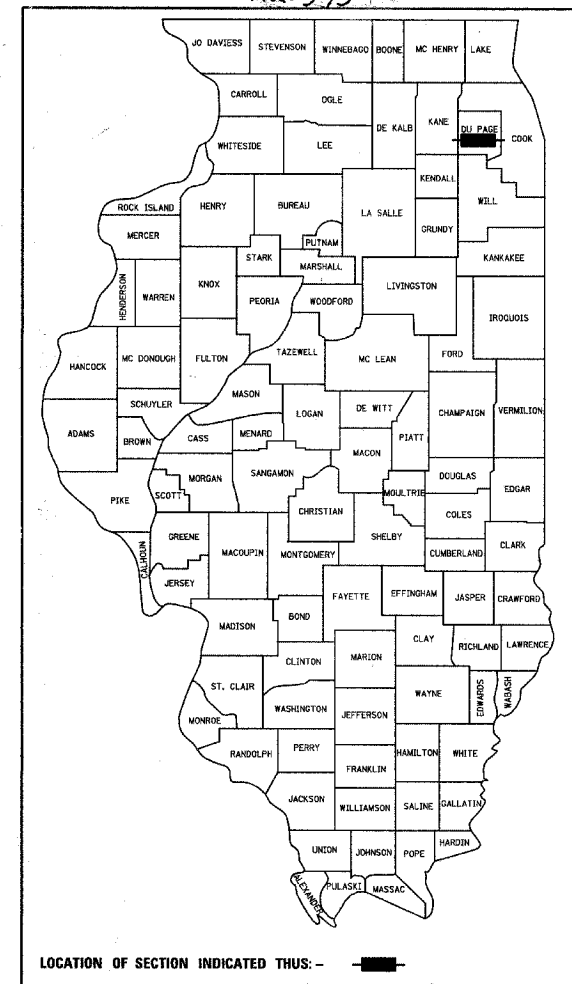 JO DAVIESS STEVENSON WINNEBAGO BOONE MC HENRY LAKE
CARROLL OGLE DE KALB KANE DU PAGE COOK
WHITESIDE LEE
KENDALL
ROCK ISLAND HENRY BUREAU LA SALLE WILL
MERCER PUTNAM GRUNDY
STARK MARSHALL KANKAKEE
HENDERSON WARREN KNOX PEORIA WOODFORD LIVINGSTON IROQUOIS
HANCOCK MC DONOUGH FULTON TAZEWELL MC LEAN FORD
SCHUYLER MASON LOGAN DE WITT CHAMPAIGN VERMILION
ADAMS BROWN CASS MENARD MACON PIATT
PIKE SCOTT MORGAN SANGAMON MOULTRIE DOUGLAS EDGAR
CHRISTIAN COLES
CALHOUN GREENE MACOUPIN MONTGOMERY SHELBY CUMBERLAND CLARK
JERSEY FAYETTE EFFINGHAM JASPER CRAWFORD
MADISON BOND CLAY RICHLAND LAWRENCE
CLINTON MARION
ST. CLAIR WAYNE EDWARDS WABASH
MONROE WASHINGTON JEFFERSON
RANDOLPH PERRY HAMILTON WHITE
FRANKLIN
JACKSON WILLIAMSON SALINE GALLATIN
UNION JOHNSON POPE HARDIN
ALEXANDER PULASKI MASSAC
LOCATION OF SECTION INDICATED THUS: -